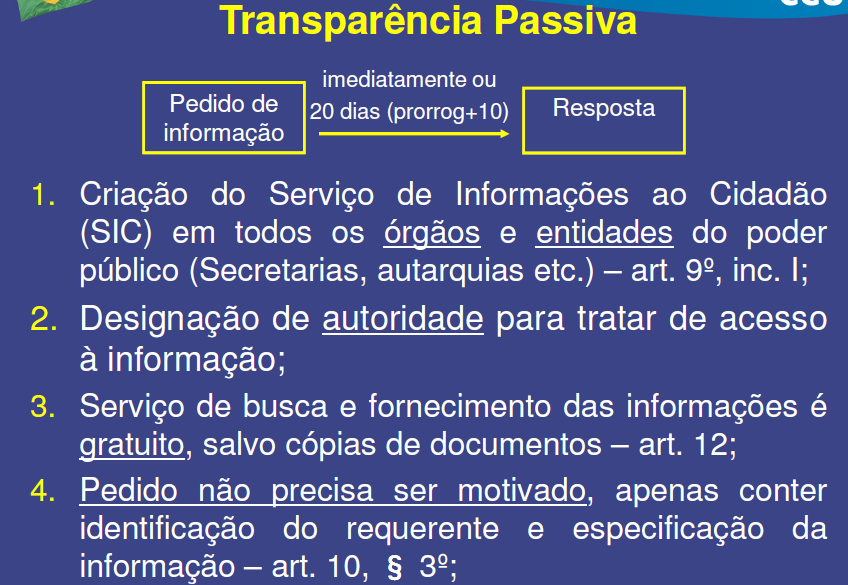 Transparência Passiva
imediatamente ou
Pedido de
informação
20 dias (prorrog+10)
Resposta
1. Criação do Serviço de Informações ao Cidadão
(SIC) em todos os órgãos e entidades do poder
público (Secretarias, autarquias etc.) – art. 9º, inc. I;
2. Designação de autoridade para tratar de acesso
à informação;
3. Serviço de busca e fornecimento das informações é
gratuito, salvo cópias de documentos – art. 12;
4. Pedido não precisa ser motivado, apenas conter
identificação do requerente e especificação da
informação – art. 10, § 3º;